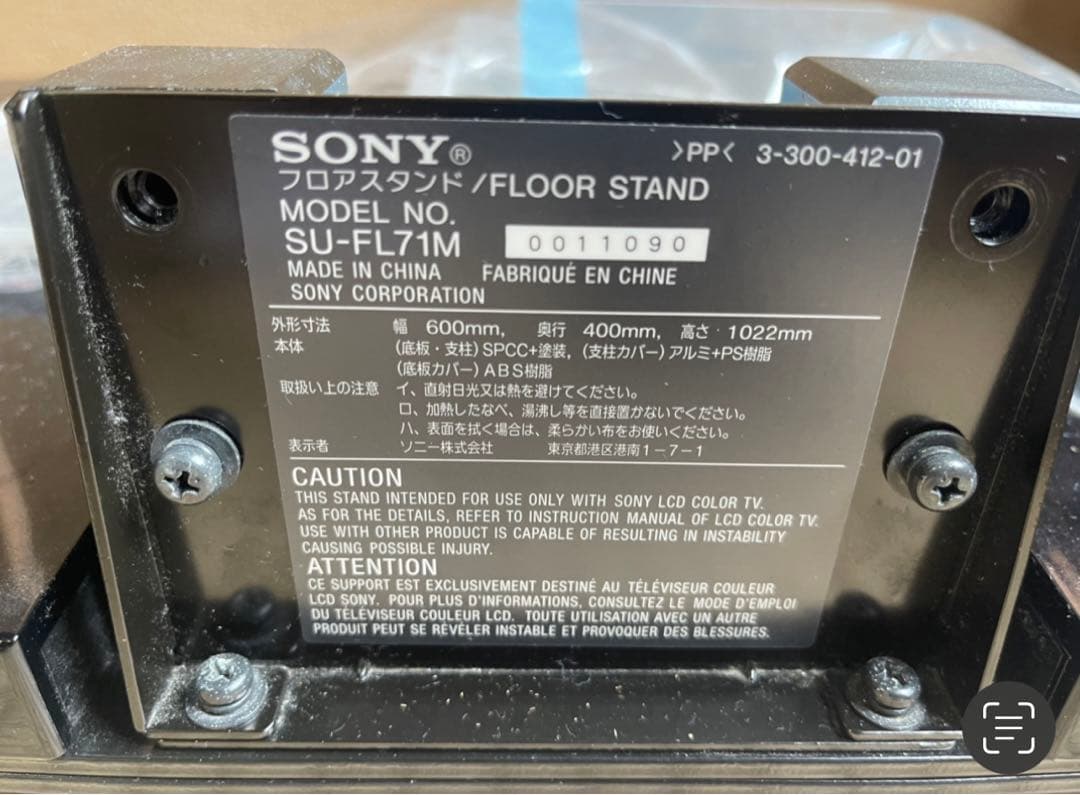 SONY®
>PP< 3-300-412-01
フロアスタンド/FLOOR STAND
MODEL NO.
SU-FL71M 0011090
MADE IN CHINA FABRIQUÉ EN CHINE
SONY CORPORATION
外形寸法 幅 600mm, 奥行 400mm, 高さ 1022mm
本体 (底板・支柱) SPCC+塗装, (支柱カバー) アルミ+PS樹脂
(底板カバー) ABS樹脂
取扱い上の注意 イ、直射日光又は熱を避けてください。
ロ、加熱したなべ、湯沸し等を直接置かないでください。
ハ、表面を拭く場合は、柔らかい布をお使いください。
表示者 ソニー株式会社 東京都港区港南1-7-1
CAUTION
THIS STAND INTENDED FOR USE ONLY WITH SONY LCD COLOR TV.
AS FOR THE DETAILS, REFER TO INSTRUCTION MANUAL OF LCD COLOR TV.
USE WITH OTHER PRODUCT IS CAPABLE OF RESULTING IN INSTABILITY
CAUSING POSSIBLE INJURY.
ATTENTION
CE SUPPORT EST EXCLUSIVEMENT DESTINÉ AU TÉLÉVISEUR COULEUR
LCD SONY. POUR PLUS D'INFORMATIONS, CONSULTEZ LE MODE D'EMPLOI
DU TÉLÉVISEUR COULEUR LCD. TOUTE UTILISATION AVEC UN AUTRE
PRODUIT PEUT SE RÉVÉLER INSTABLE ET PROVOQUER DES BLESSURES.